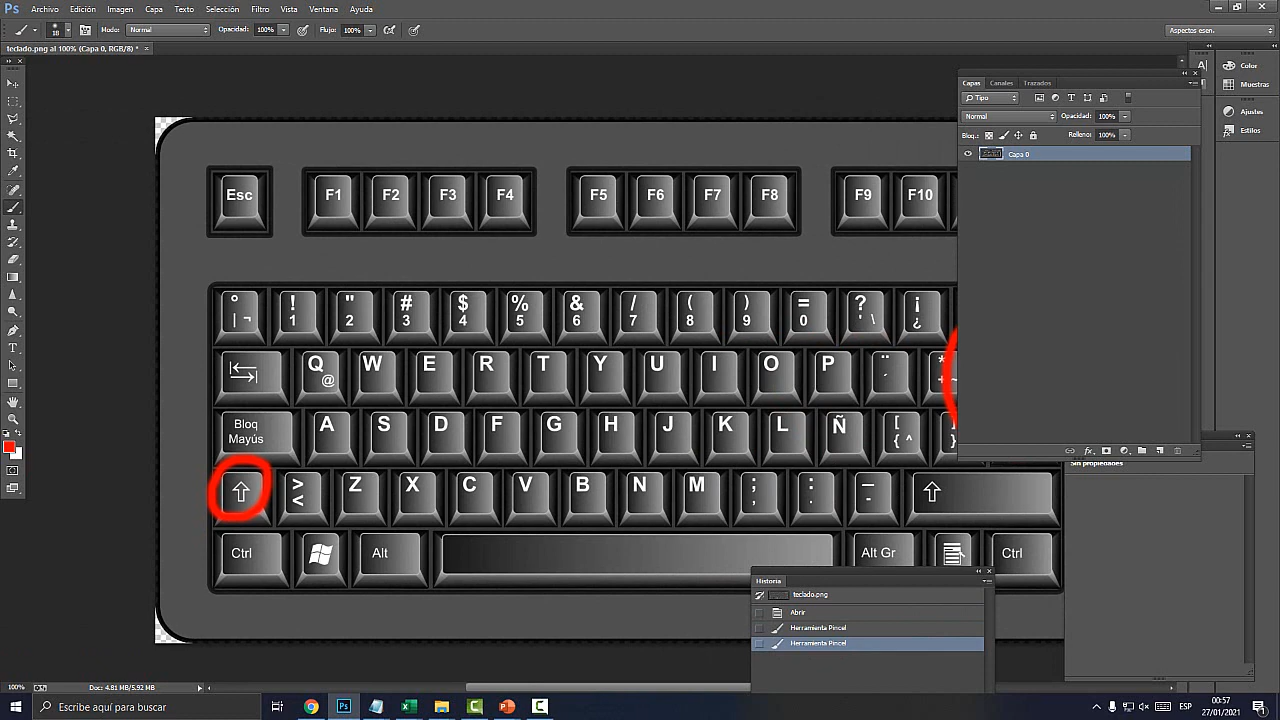 Ps Archivo Edición Imagen Capa Texto Selección Filtro Vista Ventana Ayuda
18 Modo: Normal Opacidad: 100% Flujo: 100% Aspectos esen.
teclado.png al 100% (Capa 0, RGB/8) * ×
Capas Canales Trazados
Tipo
Normal Opacidad: 100%
Bloq.: Relleno: 100%
Capa 0
Color
Muestras
Ajustes
Estilos
Esc F1 F2 F3 F4 F5 F6 F7 F8 F9 F10
° ! " # $ % & / ( ) = ? ¡
| ¬ 1 2 3 4 5 6 7 8 9 0 ' \ ¿
Q W E R T Y U I O P ¨ *
@ ´ + ~
Bloq A S D F G H J K L Ñ [ ]
Mayús { ^ }
> Z X C V B N M ; : _
< , . -
Ctrl Alt Alt Gr Ctrl
Sin propiedades
Historia
teclado.png
Abrir
Herramienta Pincel
Herramienta Pincel
100% Doc: 4.81 MB/5.92 MB
Escribe aquí para buscar
ESP
00:57
27/01/2021